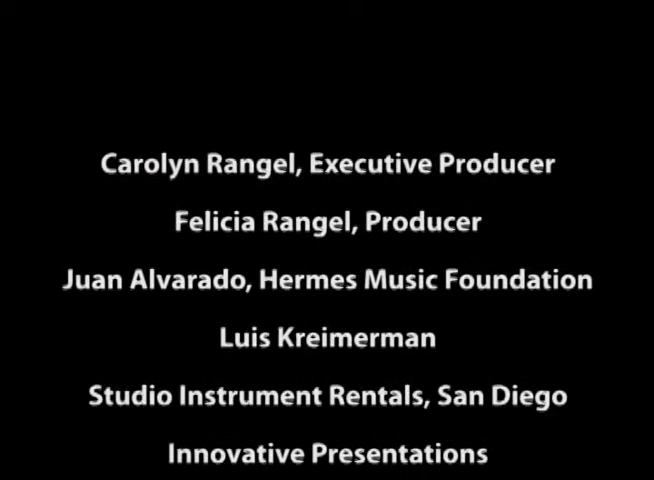 Carolyn Rangel, Executive Producer
Felicia Rangel, Producer
Juan Alvarado, Hermes Music Foundation
Luis Kreimerman
Studio Instrument Rentals, San Diego
Innovative Presentations